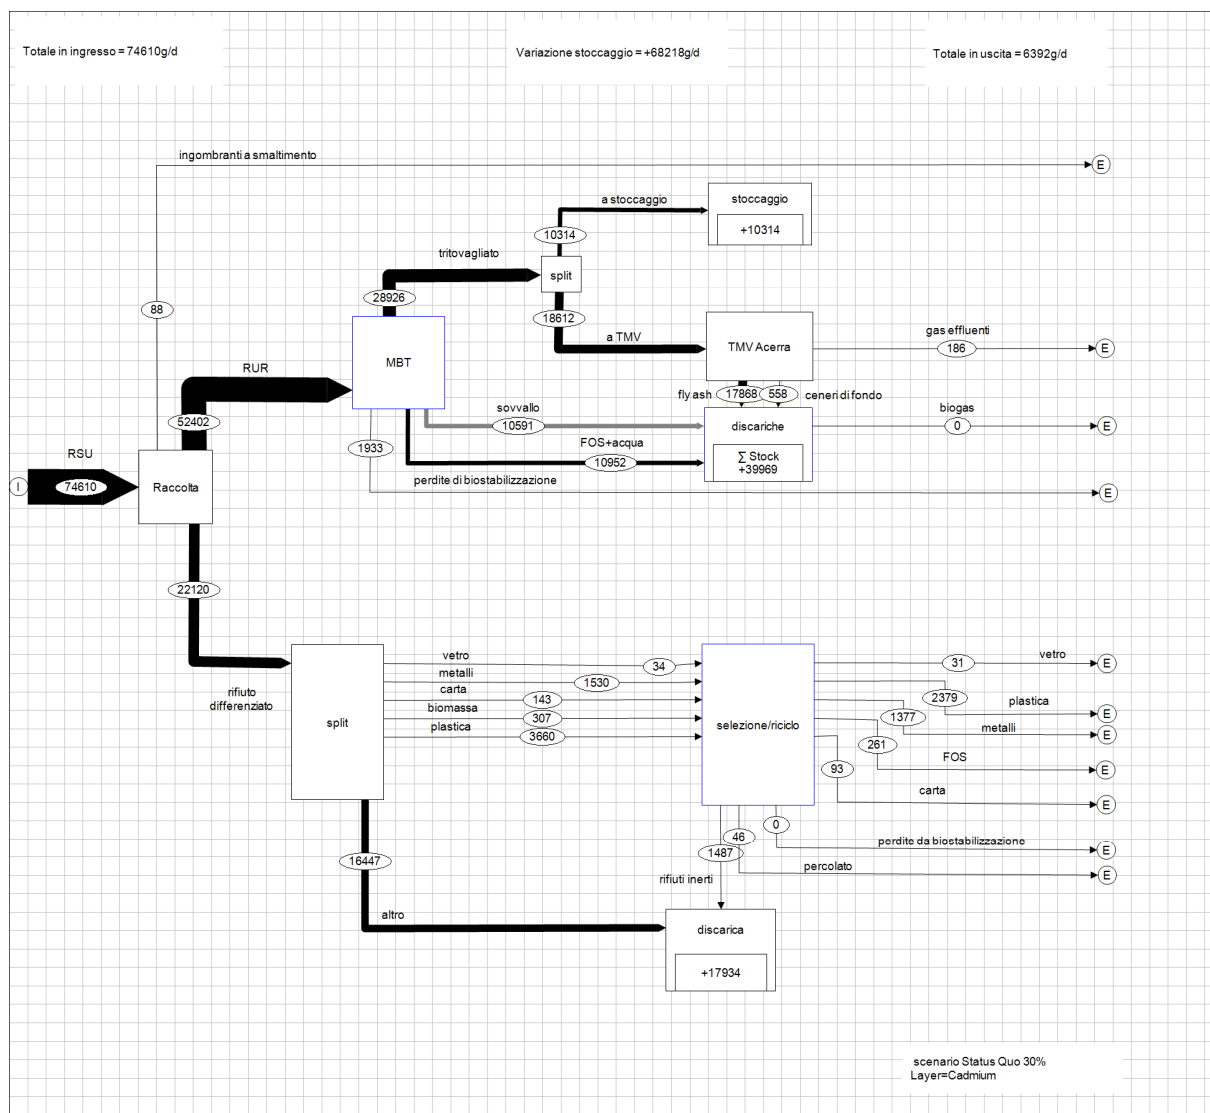 Totale in ingresso = 74610g/d
Variazione stoccaggio = +68218g/d
Totale in uscita = 6392g/d
ingombranti a smaltimento
E
a stoccaggio
stoccaggio
+10314
10314
tritovagliato
split
28926
88
18612
a TMV
TMV Acerra
gas effluenti
186
E
MBT
RUR
fly ash
17868
558
ceneri di fondo
sovvallo
10591
discariche
biogas
0
E
52402
1933
FOS+acqua
10952
∑ Stock
+39969
RSU
perdite di biostabilizzazione
E
I
74610
Raccolta
22120
rifiuto
differenziato
split
vetro
34
metalli
1530
carta
143
biomassa
307
plastica
3660
selezione/riciclo
31
vetro
E
2379
plastica
E
1377
metalli
E
261
FOS
E
93
carta
E
0
perdite da biostabilizzazione
E
46
percolato
E
1487
rifiuti inerti
16447
altro
discarica
+17934
scenario Status Quo 30%
Layer=Cadmium